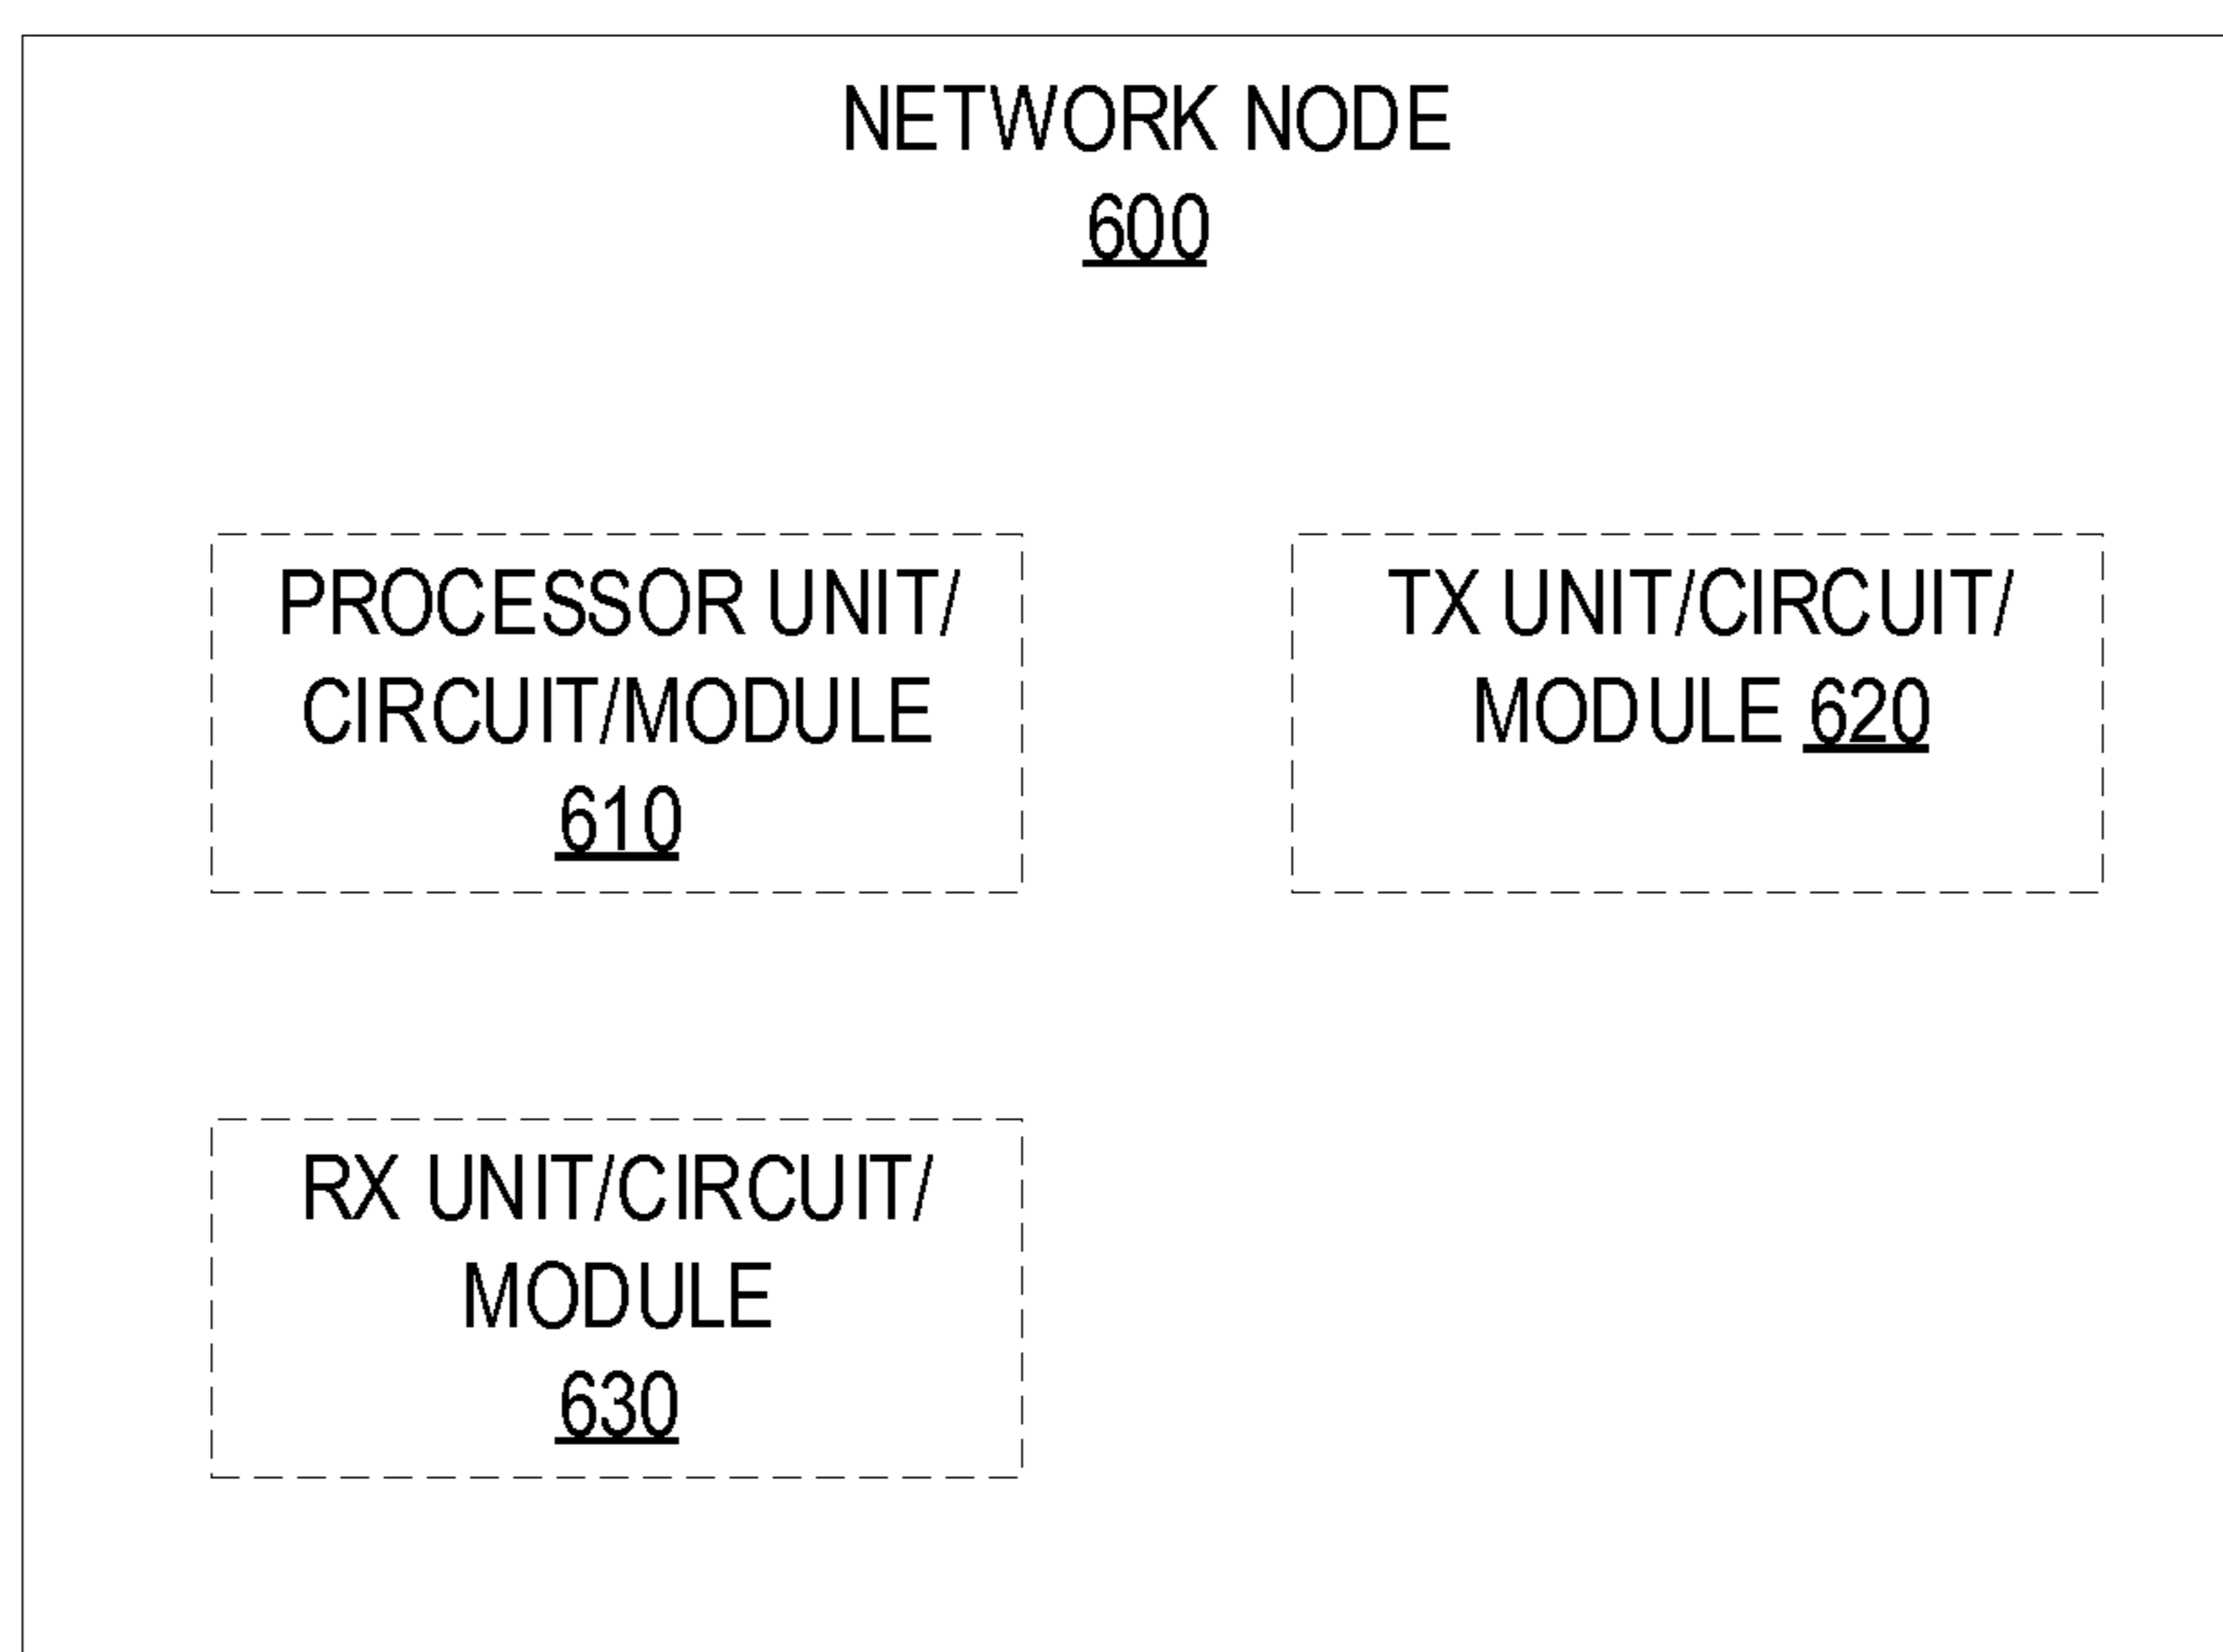 NETWORK NODE
600
PROCESSOR UNIT/
CIRCUIT/MODULE
610
TX UNIT/CIRCUIT/
MODULE 620
RX UNIT/CIRCUIT/
MODULE
630